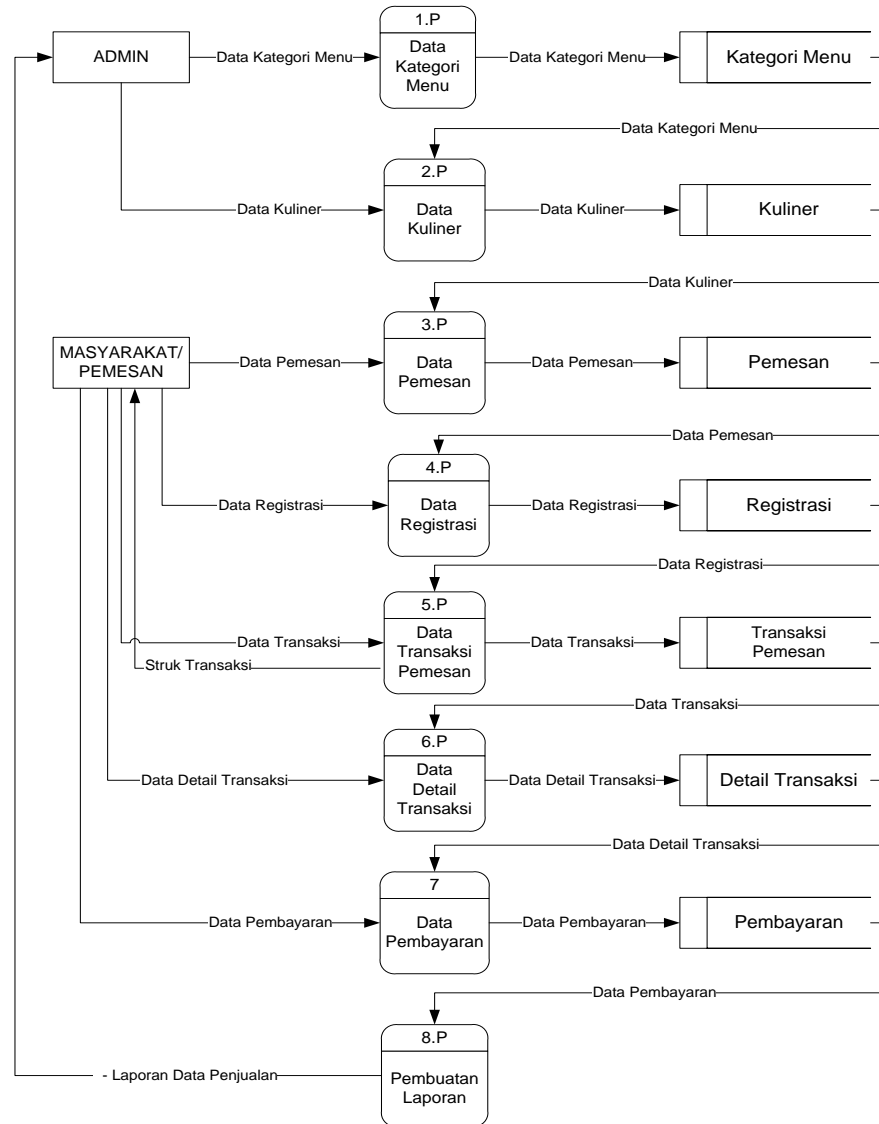 1.P
ADMIN
Data Kategori Menu
Data
Kategori
Menu
Data Kategori Menu
Kategori Menu
Data Kategori Menu
2.P
Data Kuliner
Data
Kuliner
Data Kuliner
Kuliner
Data Kuliner
3.P
MASYARAKAT/
PEMESAN
Data Pemesan
Data
Pemesan
Data Pemesan
Pemesan
Data Pemesan
4.P
Data Registrasi
Data
Registrasi
Data Registrasi
Registrasi
Data Registrasi
5.P
Data Transaksi
Struk Transaksi
Data
Transaksi
Pemesan
Data Transaksi
Transaksi
Pemesan
Data Transaksi
6.P
Data Detail Transaksi
Data
Detail
Transaksi
Data Detail Transaksi
Detail Transaksi
Data Detail Transaksi
7
Data Pembayaran
Data
Pembayaran
Data Pembayaran
Pembayaran
Data Pembayaran
8.P
- Laporan Data Penjualan
Pembuatan
Laporan